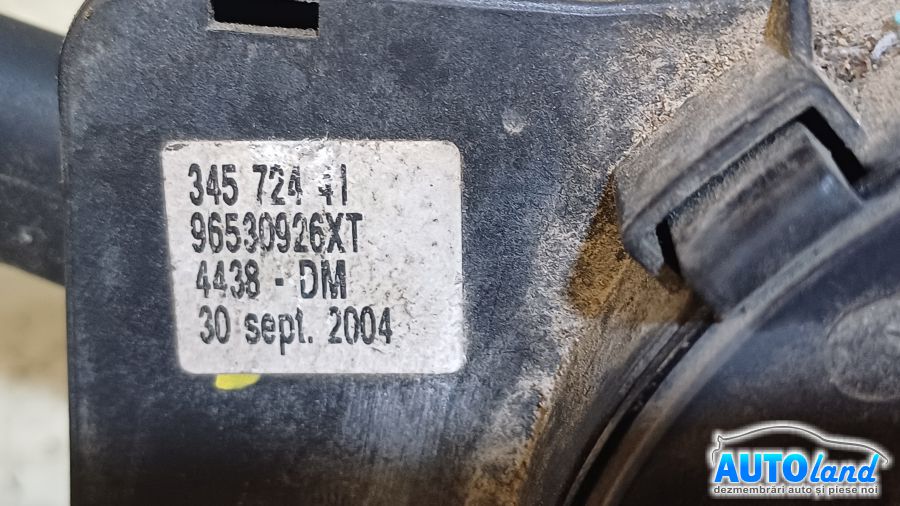 345 724 41
96530926XT
4438 - DM
30 sept. 2004
AUTOland
dezmembrări auto și piese noi